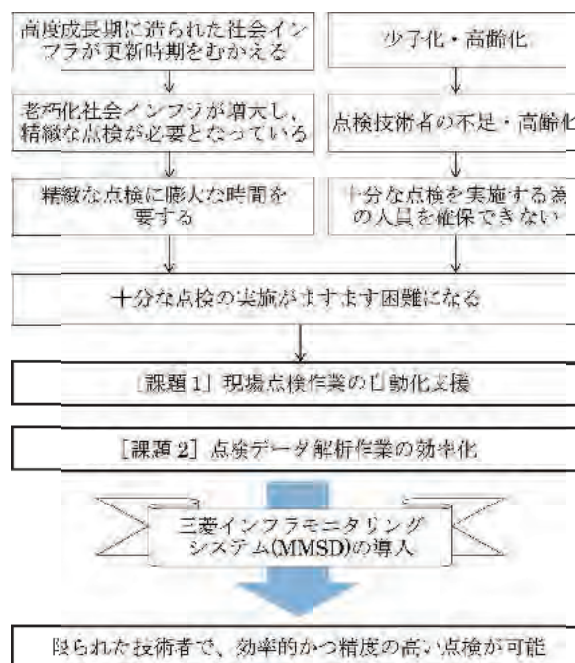 高度成長期に造られた社会イン
フラが更新時期をむかえる
少子化・高齢化
老朽化社会インフラが増大し、
精緻な点検が必要となっている
点検技術者の不足・高齢化
精緻な点検に膨大な時間を
要する
十分な点検を実施する為
の人員を確保できない
十分な点検の実施がますます困難になる
［課題1］現場点検作業の自動化支援
［課題2］点検データ解析作業の効率化
三菱インフラモニタリング
システム(MMSD)の導入
限られた技術者で、効率的かつ精度の高い点検が可能